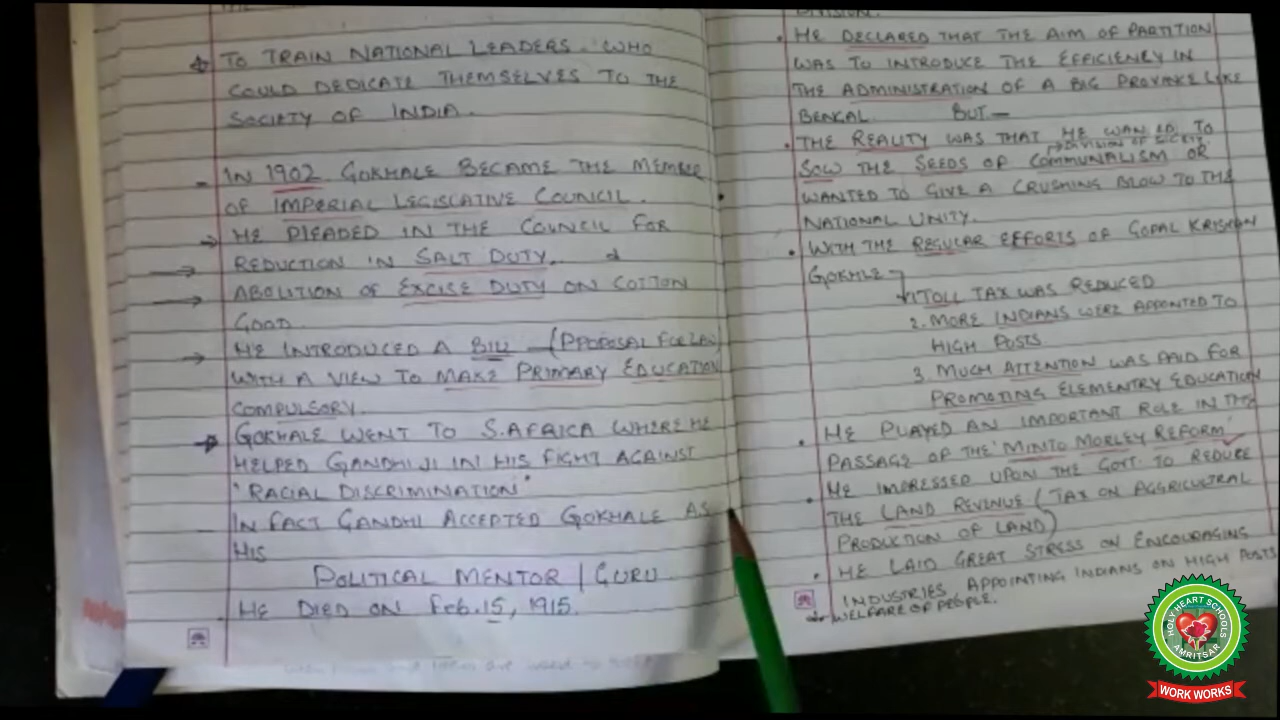 TO TRAIN NATIONAL LEADERS. WHO
COULD DEDICATE THEMSELVES TO THE
SOCIETY OF INDIA.
IN 1902 GOKHALE BECAME THE MEMBER
OF IMPERIAL LEGISLATIVE COUNCIL.
HE PLEADED IN THE COUNCIL FOR
REDUCTION IN SALT DUTY. &
ABOLITION OF EXCISE DUTY ON COTTON
GOOD.
HE INTRODUCED A BILL (PROPOSAL FOR LAW)
WITH A VIEW TO MAKE PRIMARY EDUCATION
COMPULSORY.
GOKHALE WENT TO S.AFRICA WHERE HE
HELPED GANDHI JI IN HIS FIGHT AGAINST
"RACIAL DISCRIMINATION"
IN FACT GANDHI ACCEPTED GOKHALE AS
HIS
POLITICAL MENTOR | GURU
HE DIED ON Feb. 15, 1915.
DIVISION.
HE DECLARED THAT THE AIM OF PARTITION
WAS TO INTRODUCE THE EFFICIENCY IN
THE ADMINISTRATION OF A BIG PROVINCE LIKE
BENGAL BUT —
THE REALITY WAS THAT HE WANTED TO
→DIVISION OF SOCIETY
SOW THE SEEDS OF COMMUNALISM OR
WANTED TO GIVE A CRUSHING BLOW TO THE
NATIONAL UNITY.
WITH THE REGULAR EFFORTS OF GOPAL KRISHAN
GOKHLE
1 TOLL TAX WAS REDUCED
2. MORE INDIANS WERE APPONTED TO
HIGH POSTS
3. MUCH ATTENTION WAS PAID FOR
PROMOTING ELEMENTRY EDUCATION
HE PLAYED AN IMPORTANT ROLE IN THE
PASSAGE OF THE 'MINTO MORLEY REFORM'
HE IMPRESSED UPON THE GOVT. TO REDUCE
THE LAND REVENUE (TAX ON AGGRICULTRAL
PRODUCTION OF LAND)
HE LAID GREAT STRESS ON ENCOURAGING
INDUSTRIES, APPOINTING INDIANS ON HIGH POSTS
& WELFARE OF PEOPLE.
HOLY HEART SCHOOLS
AMRITSAR
WORK WORKS